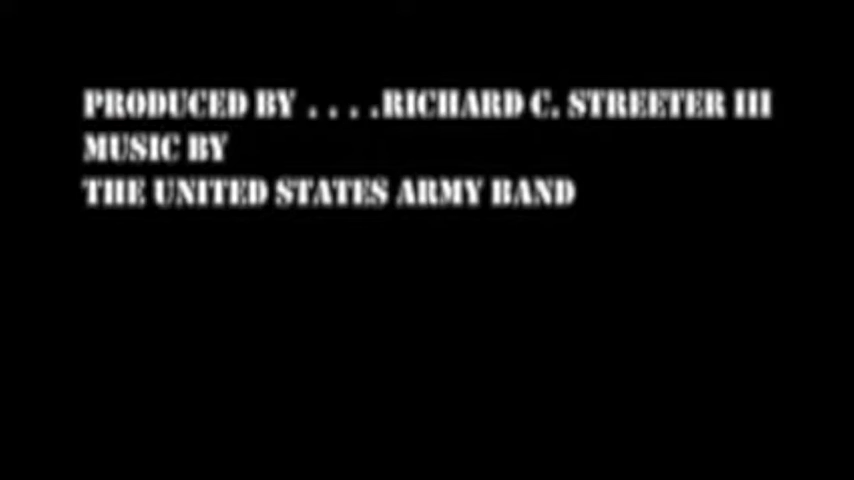 PRODUCED BY . . . .RICHARD C. STREETER III
MUSIC BY
THE UNITED STATES ARMY BAND